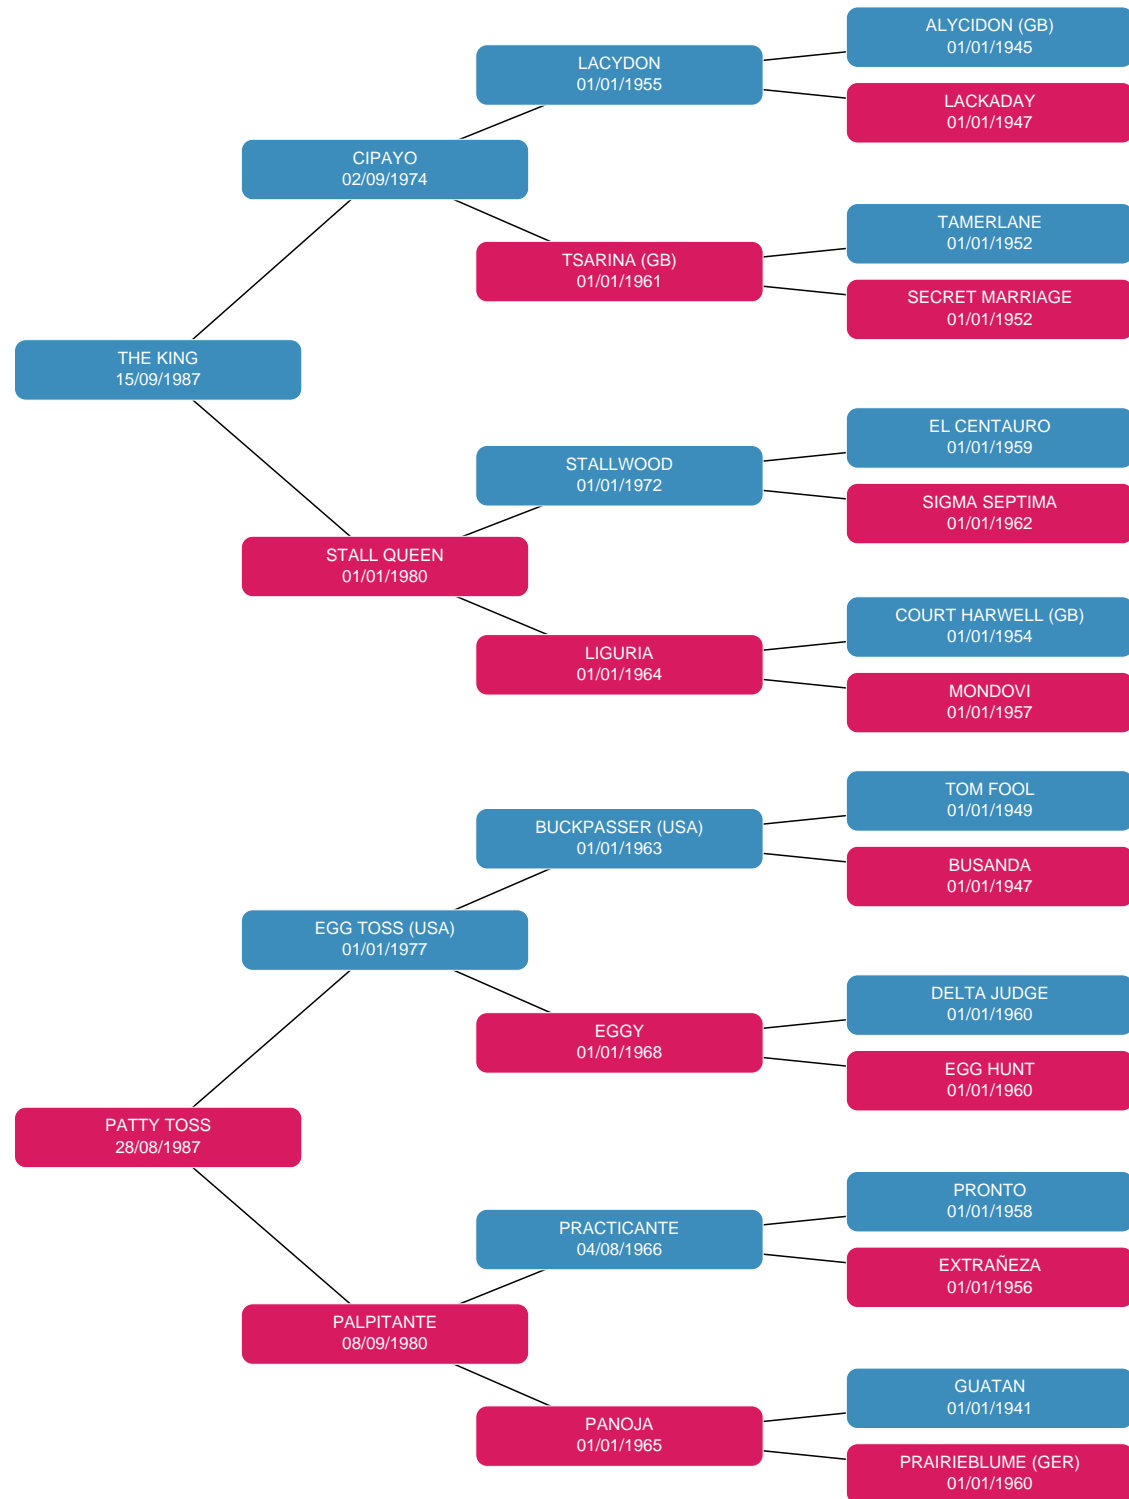 ALYCIDON (GB)
01/01/1945
LACYDON
01/01/1955
LACKADAY
01/01/1947
CIPAYO
02/09/1974
TAMERLANE
01/01/1952
TSARINA (GB)
01/01/1961
SECRET MARRIAGE
01/01/1952
THE KING
15/09/1987
EL CENTAURO
01/01/1959
STALLWOOD
01/01/1972
SIGMA SEPTIMA
01/01/1962
STALL QUEEN
01/01/1980
COURT HARWELL (GB)
01/01/1954
LIGURIA
01/01/1964
MONDOVI
01/01/1957
TOM FOOL
01/01/1949
BUCKPASSER (USA)
01/01/1963
BUSANDA
01/01/1947
EGG TOSS (USA)
01/01/1977
DELTA JUDGE
01/01/1960
EGGY
01/01/1968
EGG HUNT
01/01/1960
PATTY TOSS
28/08/1987
PRONTO
01/01/1958
PRACTICANTE
04/08/1966
EXTRAÑEZA
01/01/1956
PALPITANTE
08/09/1980
GUATAN
01/01/1941
PANOJA
01/01/1965
PRAIRIEBLUME (GER)
01/01/1960